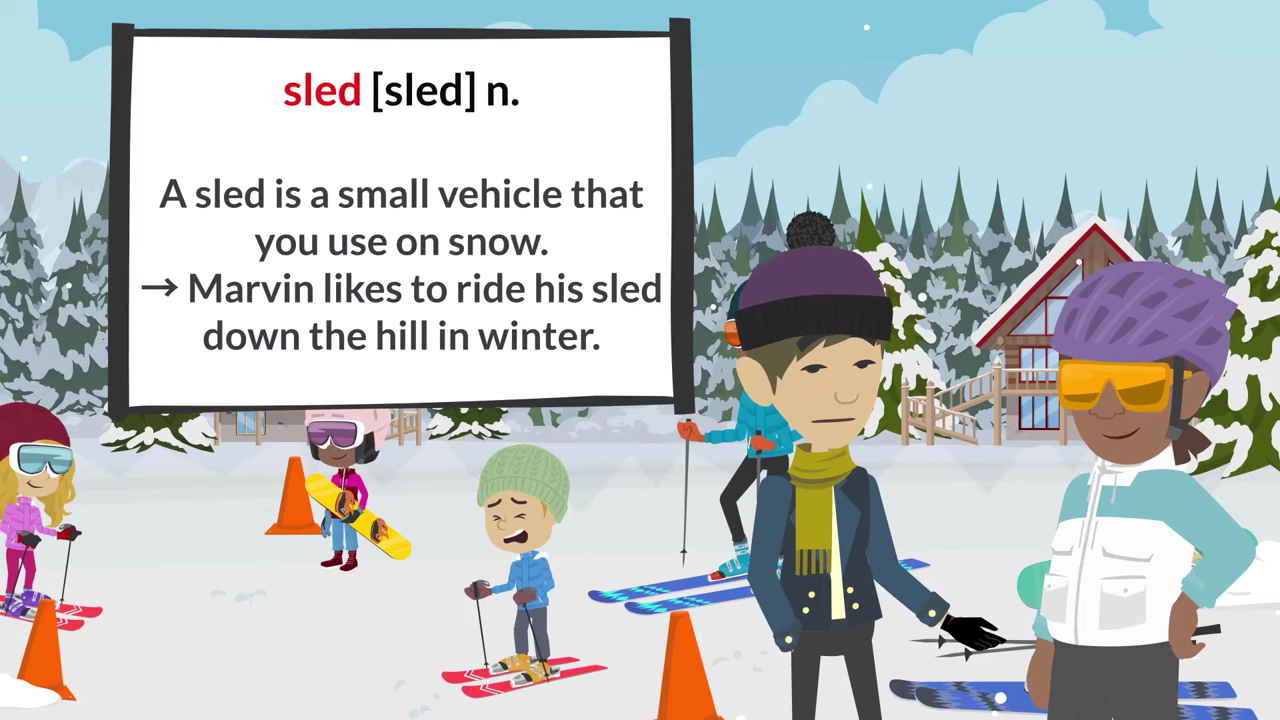 sled [sled] n.
A sled is a small vehicle that
you use on snow.
→ Marvin likes to ride his sled
down the hill in winter.